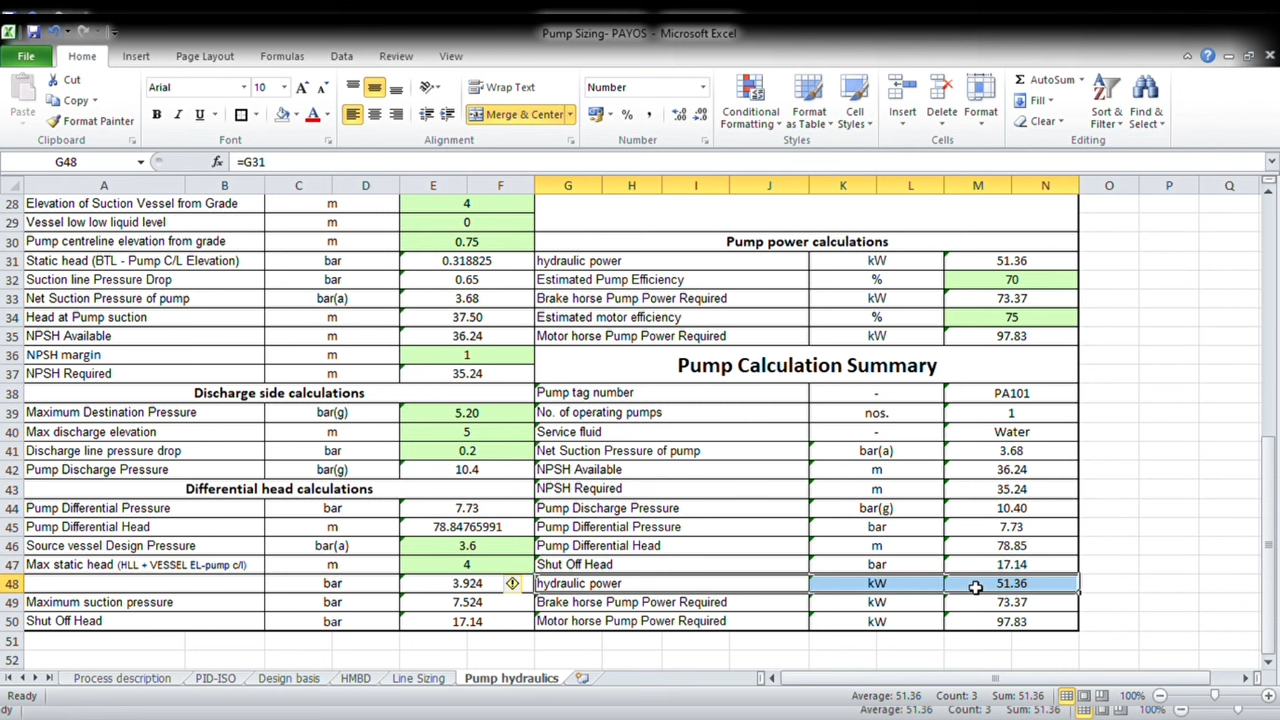 Pump Sizing- PAYOS - Microsoft Excel
File Home Insert Page Layout Formulas Data Review View
Cut
Copy
Format Painter
Paste
Clipboard
Arial 10
B I U
Font
Wrap Text
Merge & Center
Alignment
Number
%
Number
Conditional Formatting
Format as Table
Cell Styles
Styles
Insert
Delete
Format
Cells
AutoSum
Fill
Clear
Sort & Filter
Find & Select
Editing
G48 fx =G31
A B C D E F G H I J K L M N O P Q
28 Elevation of Suction Vessel from Grade m 4
29 Vessel low low liquid level m 0
30 Pump centreline elevation from grade m 0.75 Pump power calculations
31 Static head (BTL - Pump C/L Elevation) bar 0.318825 hydraulic power kW 51.36
32 Suction line Pressure Drop bar 0.65 Estimated Pump Efficiency % 70
33 Net Suction Pressure of pump bar(a) 3.68 Brake horse Pump Power Required kW 73.37
34 Head at Pump suction m 37.50 Estimated motor efficiency % 75
35 NPSH Available m 36.24 Motor horse Pump Power Required kW 97.83
36 NPSH margin m 1 Pump Calculation Summary
37 NPSH Required m 35.24
38 Discharge side calculations Pump tag number - PA101
39 Maximum Destination Pressure bar(g) 5.20 No. of operating pumps nos. 1
40 Max discharge elevation m 5 Service fluid - Water
41 Discharge line pressure drop bar 0.2 Net Suction Pressure of pump bar(a) 3.68
42 Pump Discharge Pressure bar(g) 10.4 NPSH Available m 36.24
43 Differential head calculations NPSH Required m 35.24
44 Pump Differential Pressure bar 7.73 Pump Discharge Pressure bar(g) 10.40
45 Pump Differential Head m 78.84765991 Pump Differential Pressure bar 7.73
46 Source vessel Design Pressure bar(a) 3.6 Pump Differential Head m 78.85
47 Max static head (HLL + VESSEL EL-pump c/l) m 4 Shut Off Head bar 17.14
48 bar 3.924 hydraulic power kW 51.36
49 Maximum suction pressure bar 7.524 Brake horse Pump Power Required kW 73.37
50 Shut Off Head bar 17.14 Motor horse Pump Power Required kW 97.83
51
52
Process description PID-ISO Design basis HMBD Line Sizing Pump hydraulics
Ready Average: 51.36 Count: 3 Sum: 51.36 100%
dy Average: 51.36 Count: 3 Sum: 51.36 100%